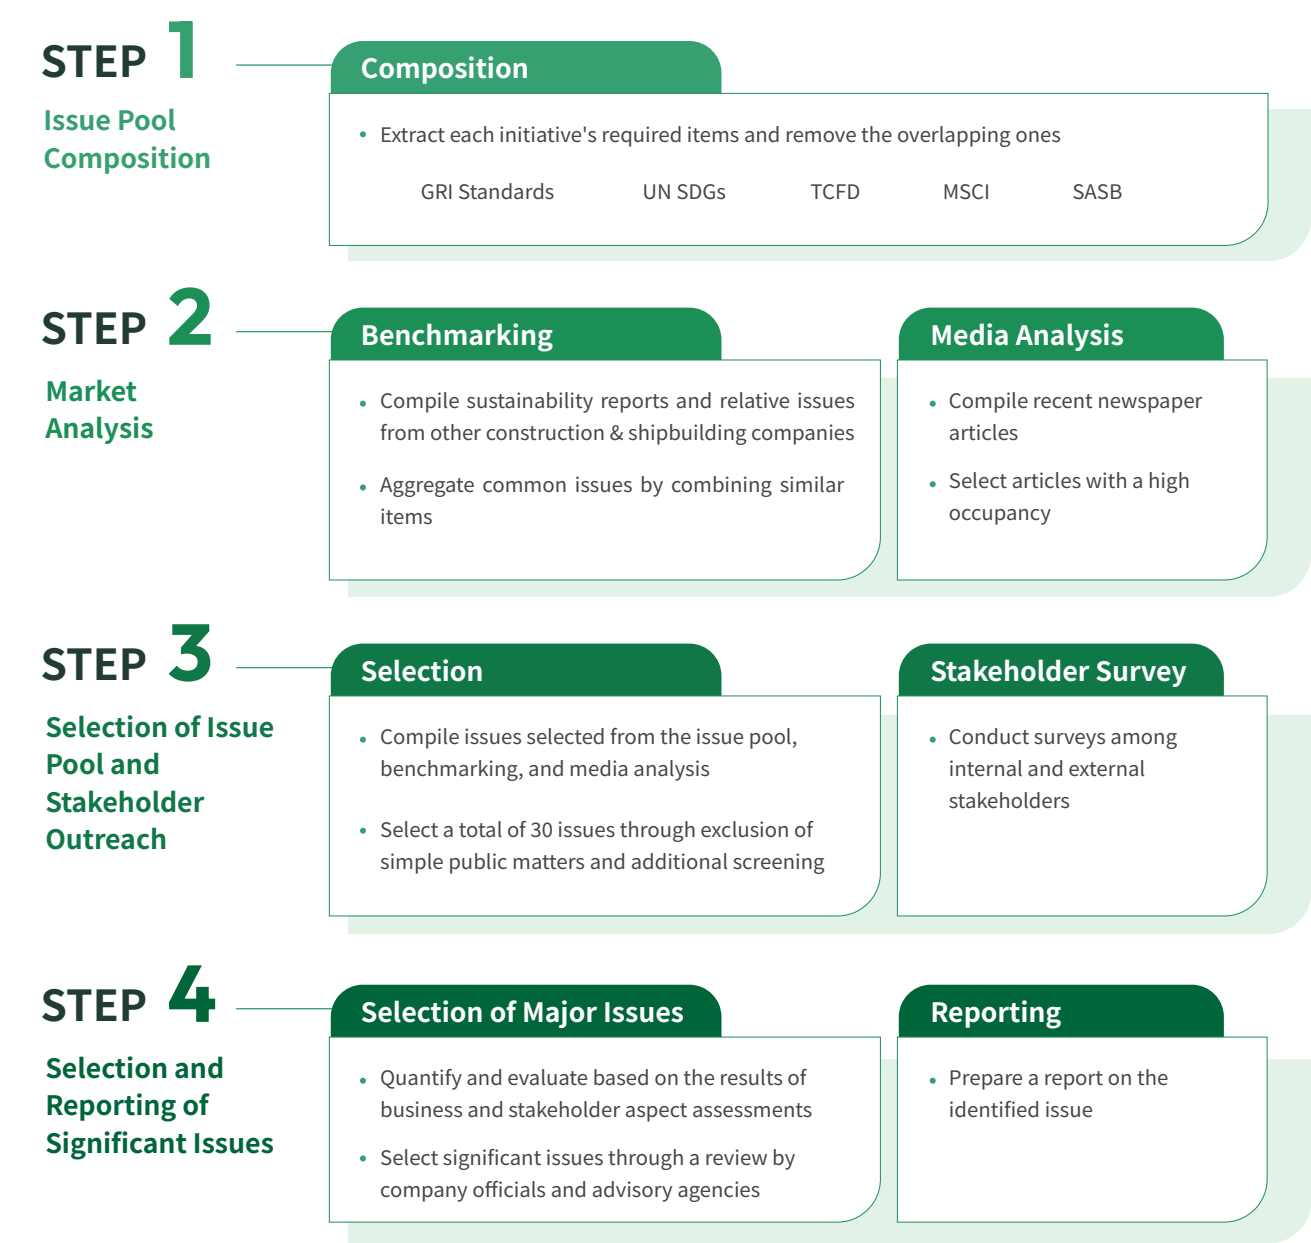 STEP 1
Issue Pool
Composition
Composition
• Extract each initiative's required items and remove the overlapping ones
GRI Standards UN SDGs TCFD MSCI SASB
STEP 2
Market
Analysis
Benchmarking
• Compile sustainability reports and relative issues
from other construction & shipbuilding companies
• Aggregate common issues by combining similar
items
Media Analysis
• Compile recent newspaper
articles
• Select articles with a high
occupancy
STEP 3
Selection of Issue
Pool and
Stakeholder
Outreach
Selection
• Compile issues selected from the issue pool,
benchmarking, and media analysis
• Select a total of 30 issues through exclusion of
simple public matters and additional screening
Stakeholder Survey
• Conduct surveys among
internal and external
stakeholders
STEP 4
Selection and
Reporting of
Significant Issues
Selection of Major Issues
• Quantify and evaluate based on the results of
business and stakeholder aspect assessments
• Select significant issues through a review by
company officials and advisory agencies
Reporting
• Prepare a report on the
identified issue